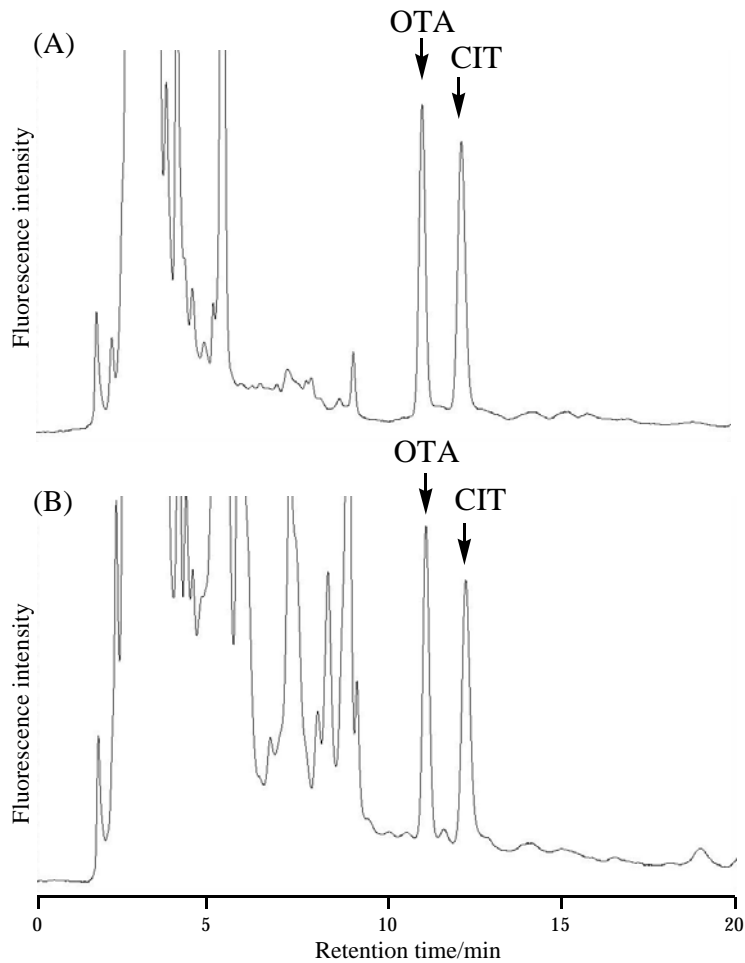 (A)
OTA
CIT
Fluorescence intensity
(B)
OTA
CIT
Fluorescence intensity
0 5 10 15 20
Retention time/min